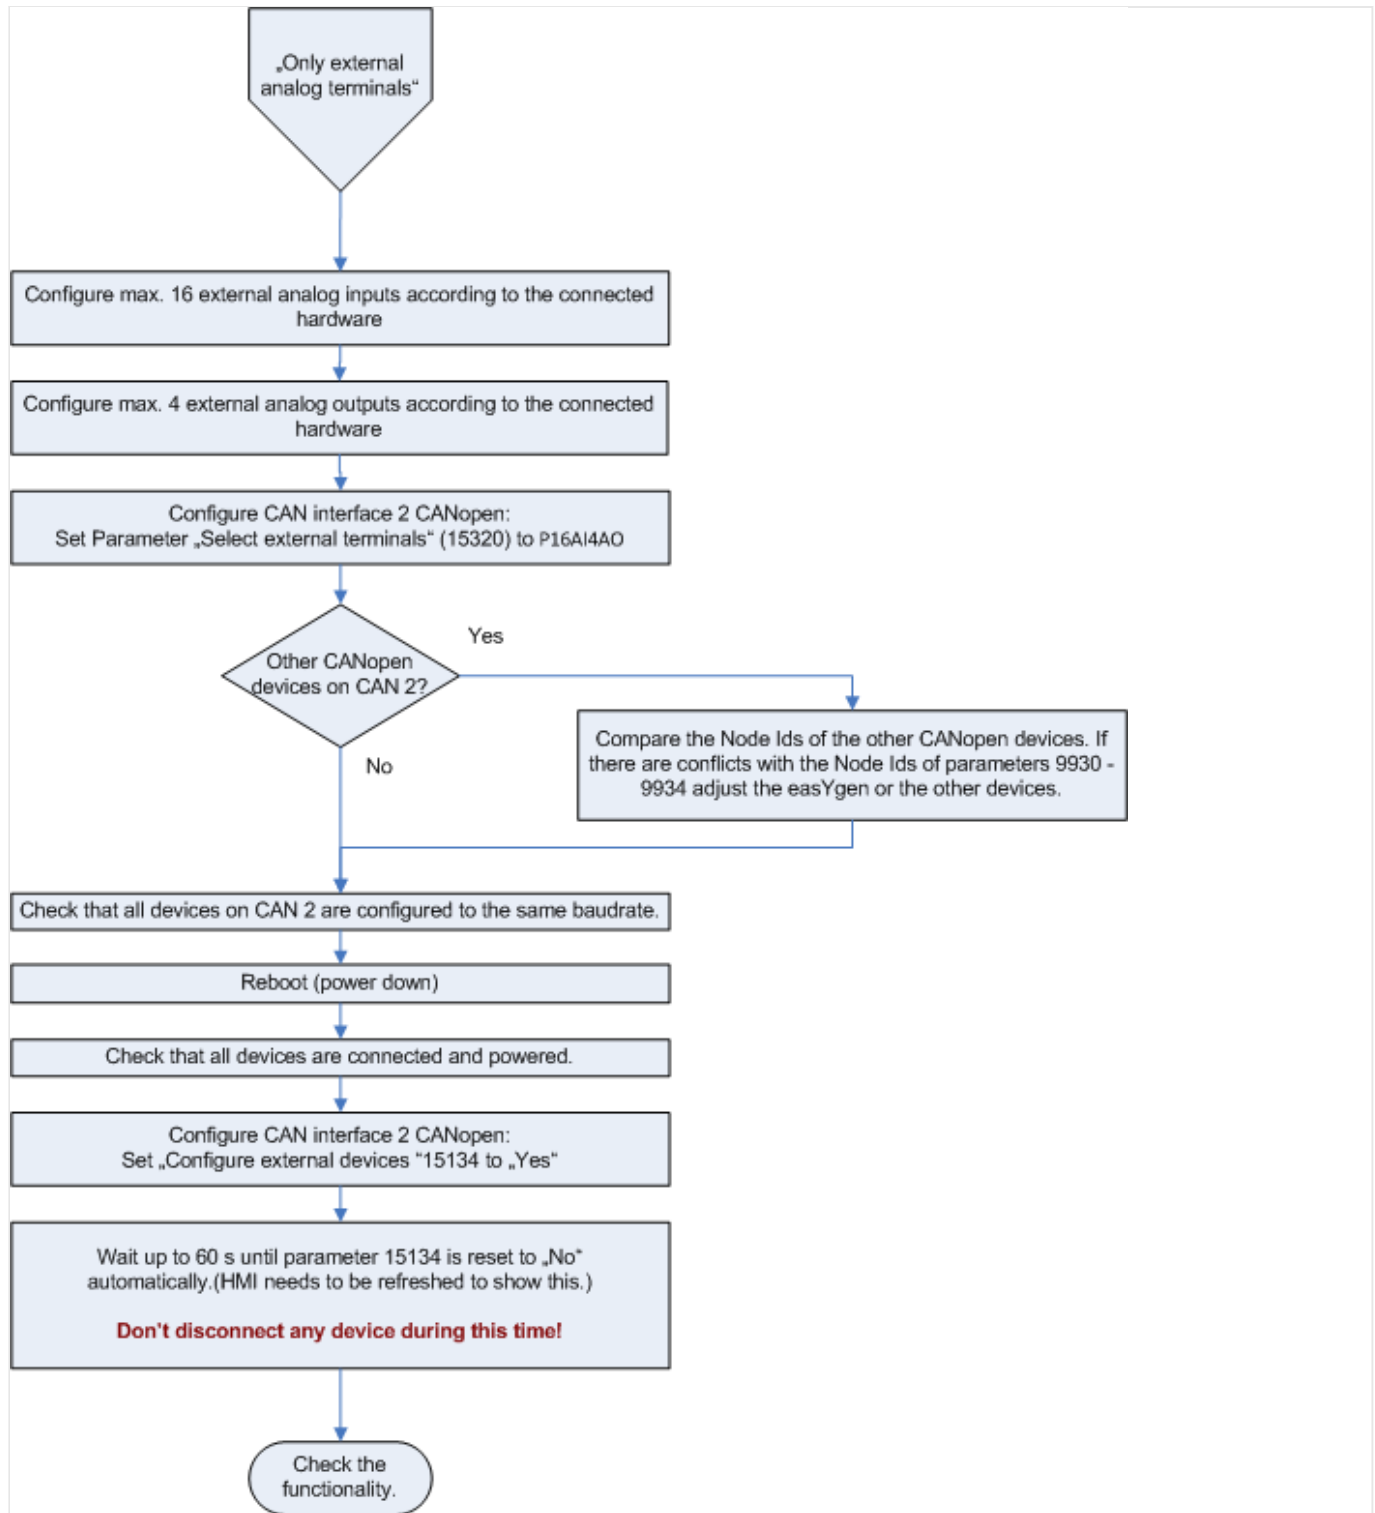 „Only external
analog terminals“
Configure max. 16 external analog inputs according to the connected
hardware
Configure max. 4 external analog outputs according to the connected
hardware
Configure CAN interface 2 CANopen:
Set Parameter „Select external terminals“ (15320) to P16AI4AO
Other CANopen
devices on CAN 2?
Yes
No
Compare the Node Ids of the other CANopen devices. If
there are conflicts with the Node Ids of parameters 9930 -
9934 adjust the easYgen or the other devices.
Check that all devices on CAN 2 are configured to the same baudrate.
Reboot (power down)
Check that all devices are connected and powered.
Configure CAN interface 2 CANopen:
Set „Configure external devices “15134 to „Yes“
Wait up to 60 s until parameter 15134 is reset to „No“
automatically.(HMI needs to be refreshed to show this.)
Don't disconnect any device during this time!
Check the
functionality.